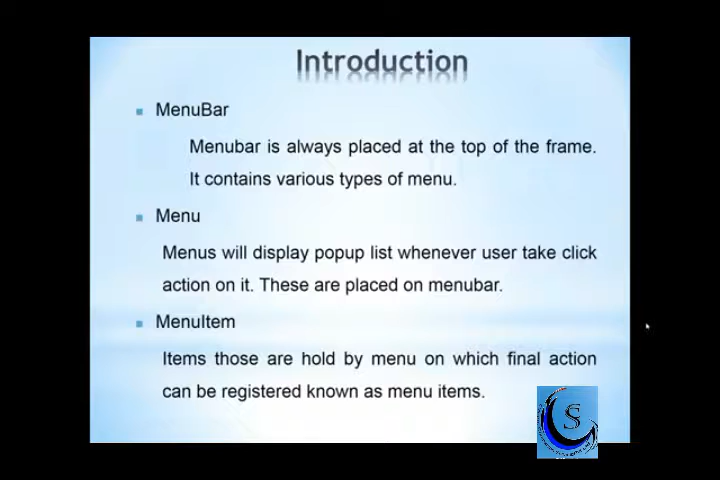 Introduction
MenuBar
Menubar is always placed at the top of the frame.
It contains various types of menu.
Menu
Menus will display popup list whenever user take click
action on it. These are placed on menubar.
MenuItem
Items those are hold by menu on which final action
can be registered known as menu items.
S